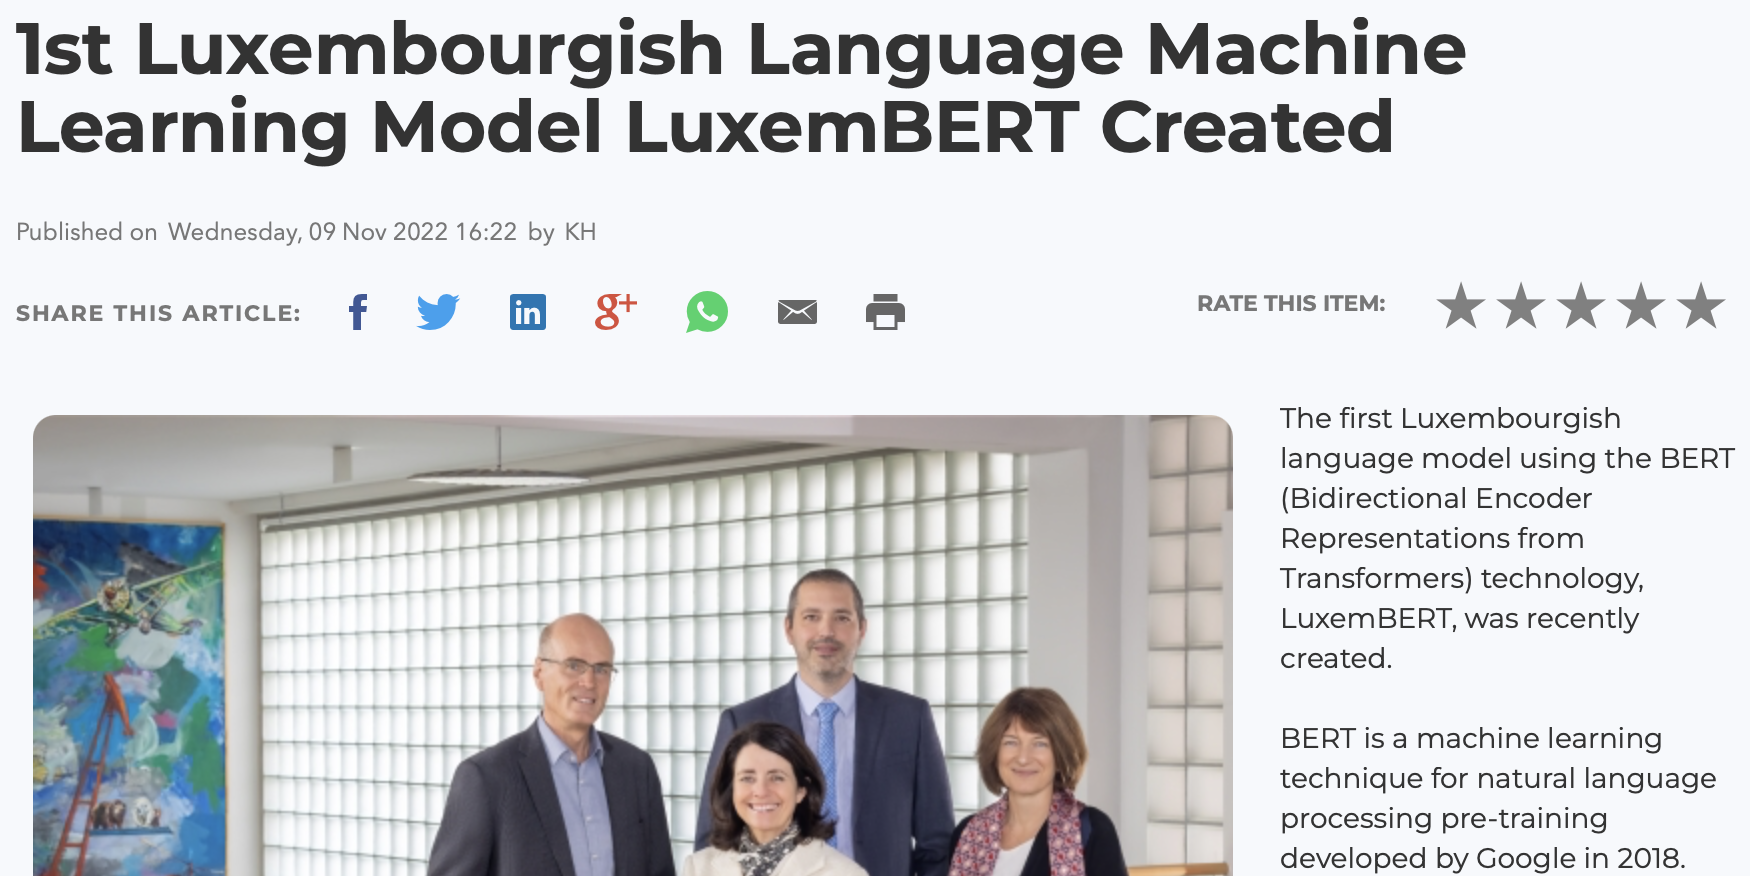 1st Luxembourgish Language Machine
Learning Model LuxemBERT Created
Published on Wednesday, 09 Nov 2022 16:22 by KH
SHARE THIS ARTICLE:
f
in
g+
RATE THIS ITEM:
The first Luxembourgish
language model using the BERT
(Bidirectional Encoder
Representations from
Transformers) technology,
LuxemBERT, was recently
created.
BERT is a machine learning
technique for natural language
processing pre-training
developed by Google in 2018.